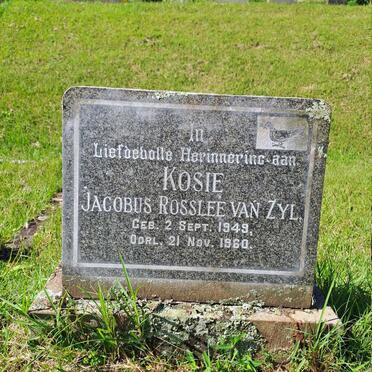 In
Liefdevolle Herinnering aan
KOSIE
JACOBUS ROSSLEE VAN ZYL,
GEB. 2 SEPT. 1949.
OORL. 21 NOV. 1960.